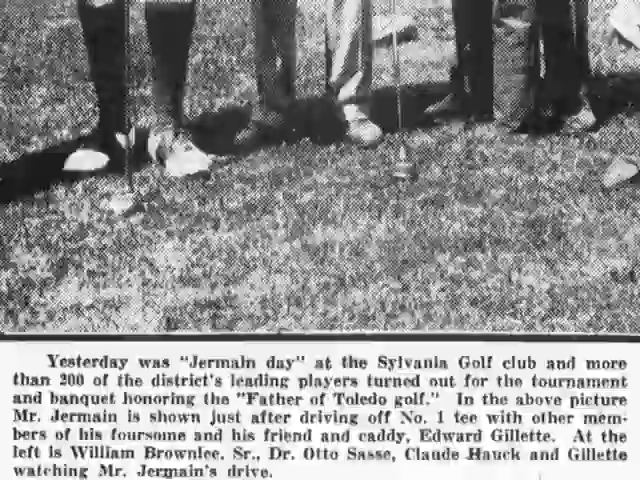 Yesterday was "Jermain day" at the Sylvania Golf club and more
than 200 of the district's leading players turned out for the tournament
and banquet honoring the "Father of Toledo golf." In the above picture
Mr. Jermain is shown just after driving off No. 1 tee with other mem-
bers of his foursome and his friend and caddy, Edward Gillette. At the
left is William Brownlee, Sr., Dr. Otto Sasse, Claude Hauck and Gillette
watching Mr. Jermain's drive.